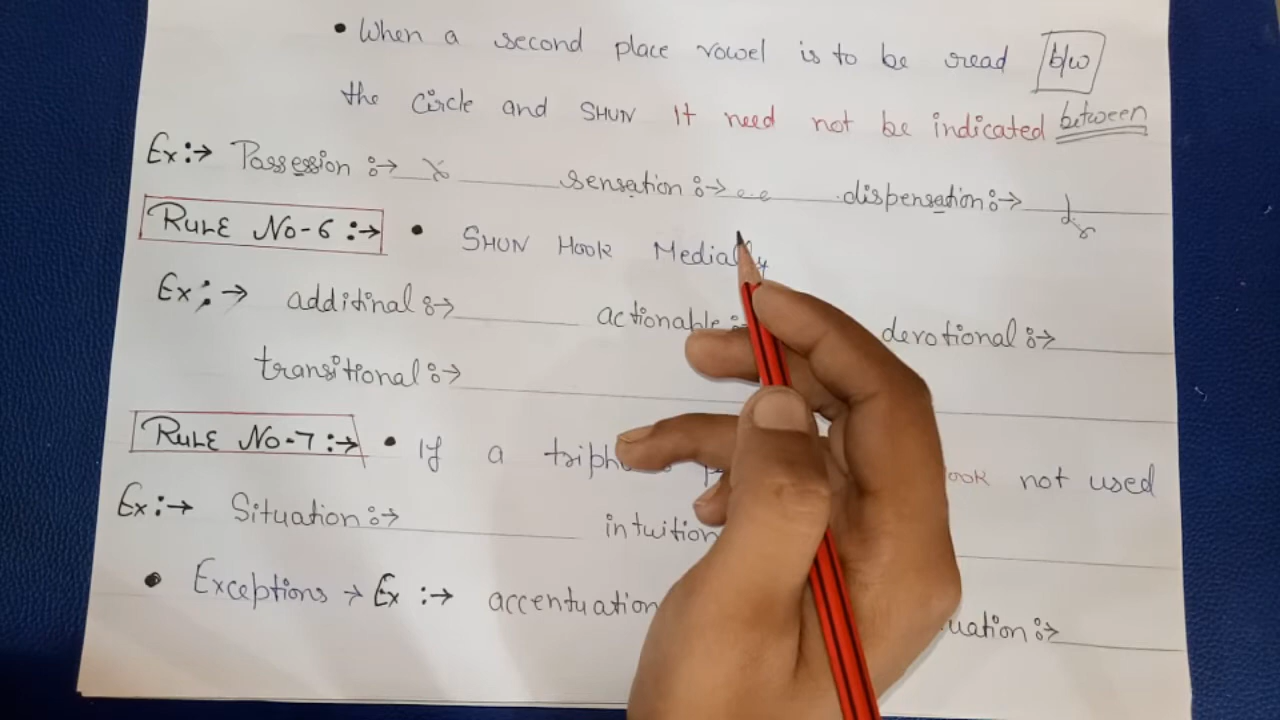 • When a second place vowel is to be read b/w
the circle and SHUN It need not be indicated between
Ex:→ Possession :→ sensation :→ dispensation :→
RULE No-6 :→ • SHUN Hook Medially
Ex:→ additinal :→ actionable :→ devotional :→
transitional :→
RULE No-7 :→ • If a not used
Ex:→ Situation :→ intuition
• Exceptions → Ex :→ accentuation